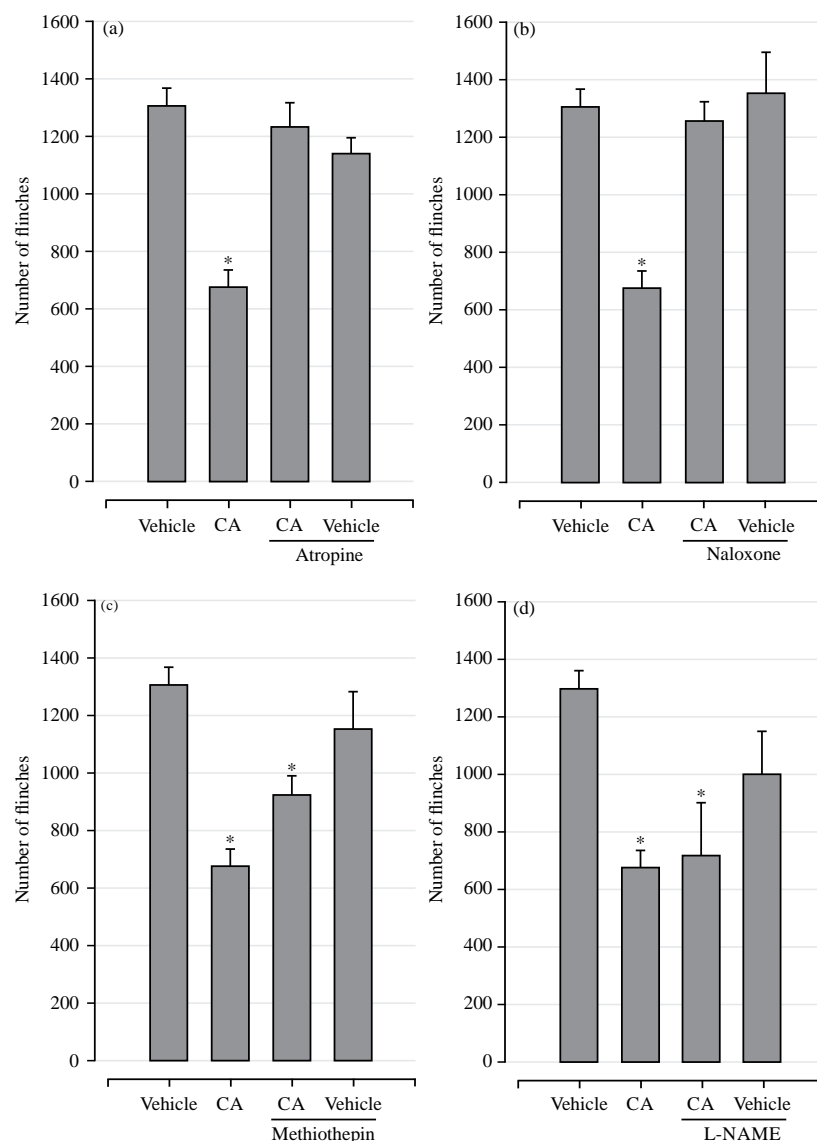 (a)
Number of flinches
1600
1400
1200
1000
800
600
400
200
0
*
Vehicle CA CA Vehicle
Atropine
(b)
Number of flinches
1600
1400
1200
1000
800
600
400
200
0
*
Vehicle CA CA Vehicle
Naloxone
(c)
Number of flinches
1600
1400
1200
1000
800
600
400
200
0
*
*
Vehicle CA CA Vehicle
Methiothepin
(d)
Number of flinches
1600
1400
1200
1000
800
600
400
200
0
*
*
Vehicle CA CA Vehicle
L-NAME